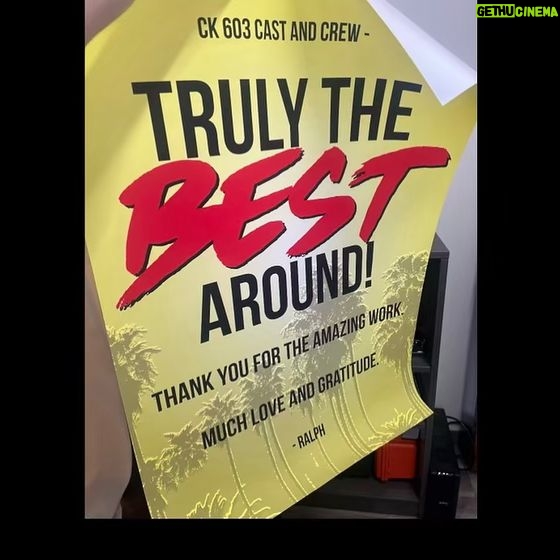 GETHUCINEMA
CK 603 CAST AND CREW -
TRULY THE
BEST
AROUND!
THANK YOU FOR THE AMAZING WORK.
MUCH LOVE AND GRATITUDE.
- RALPH